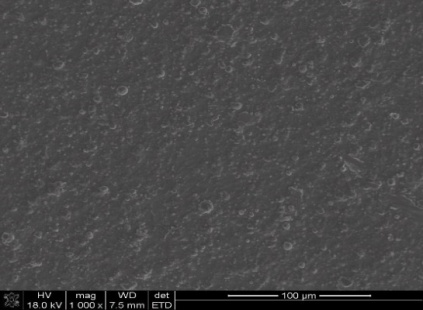 HV mag WD det
18.0 kV 1 000 x 7.5 mm ETD
100 µm